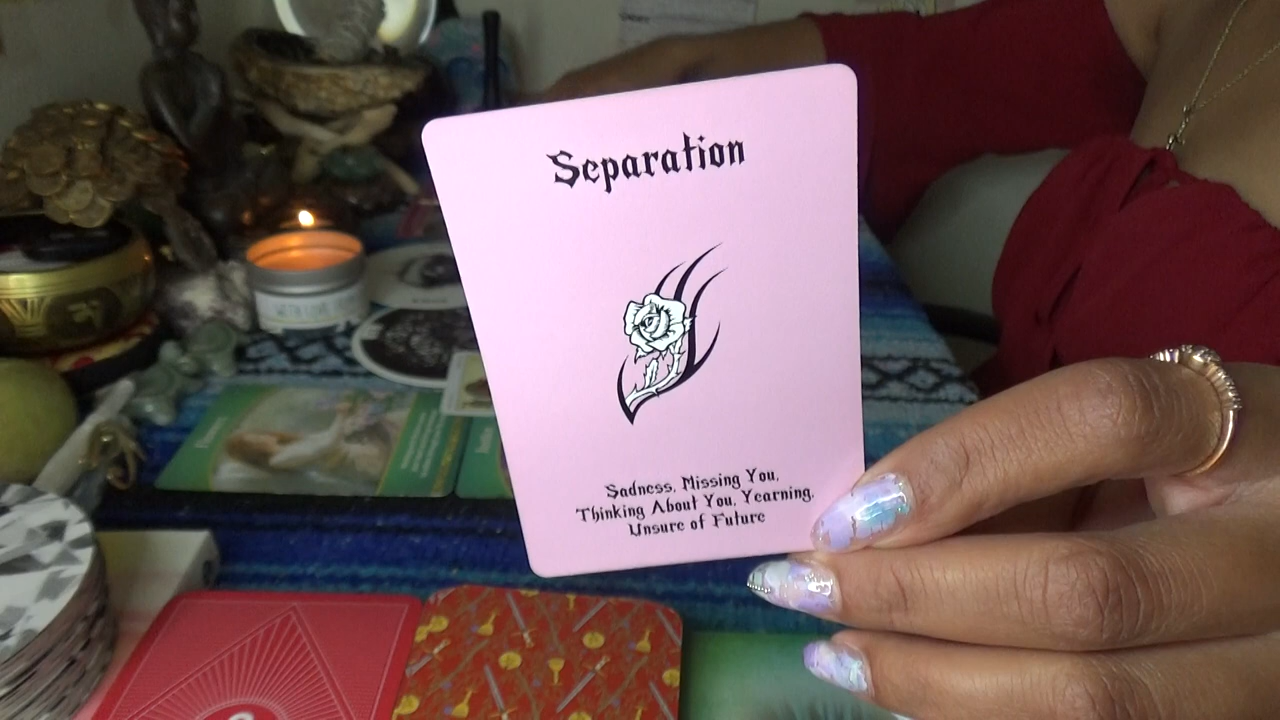 Separation
Sadness, Missing You,
Thinking About You, Yearning,
Unsure of Future